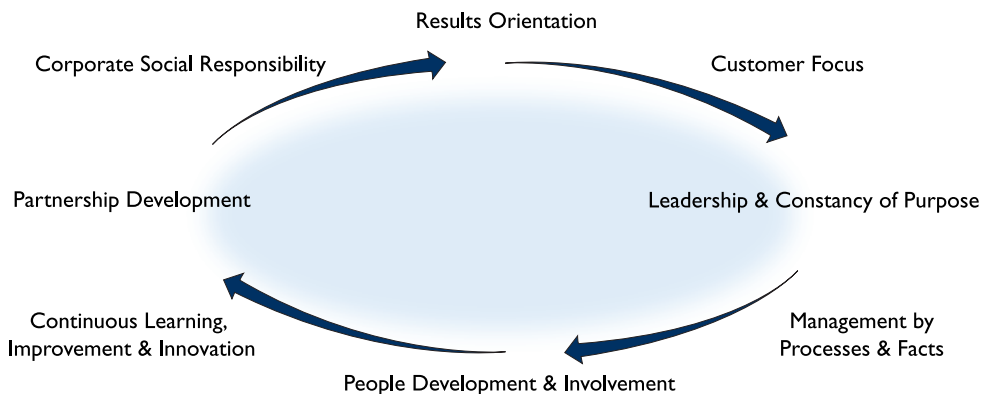 Results Orientation
Corporate Social Responsibility
Customer Focus
Partnership Development
Leadership & Constancy of Purpose
Continuous Learning,
Improvement & Innovation
Management by
Processes & Facts
People Development & Involvement